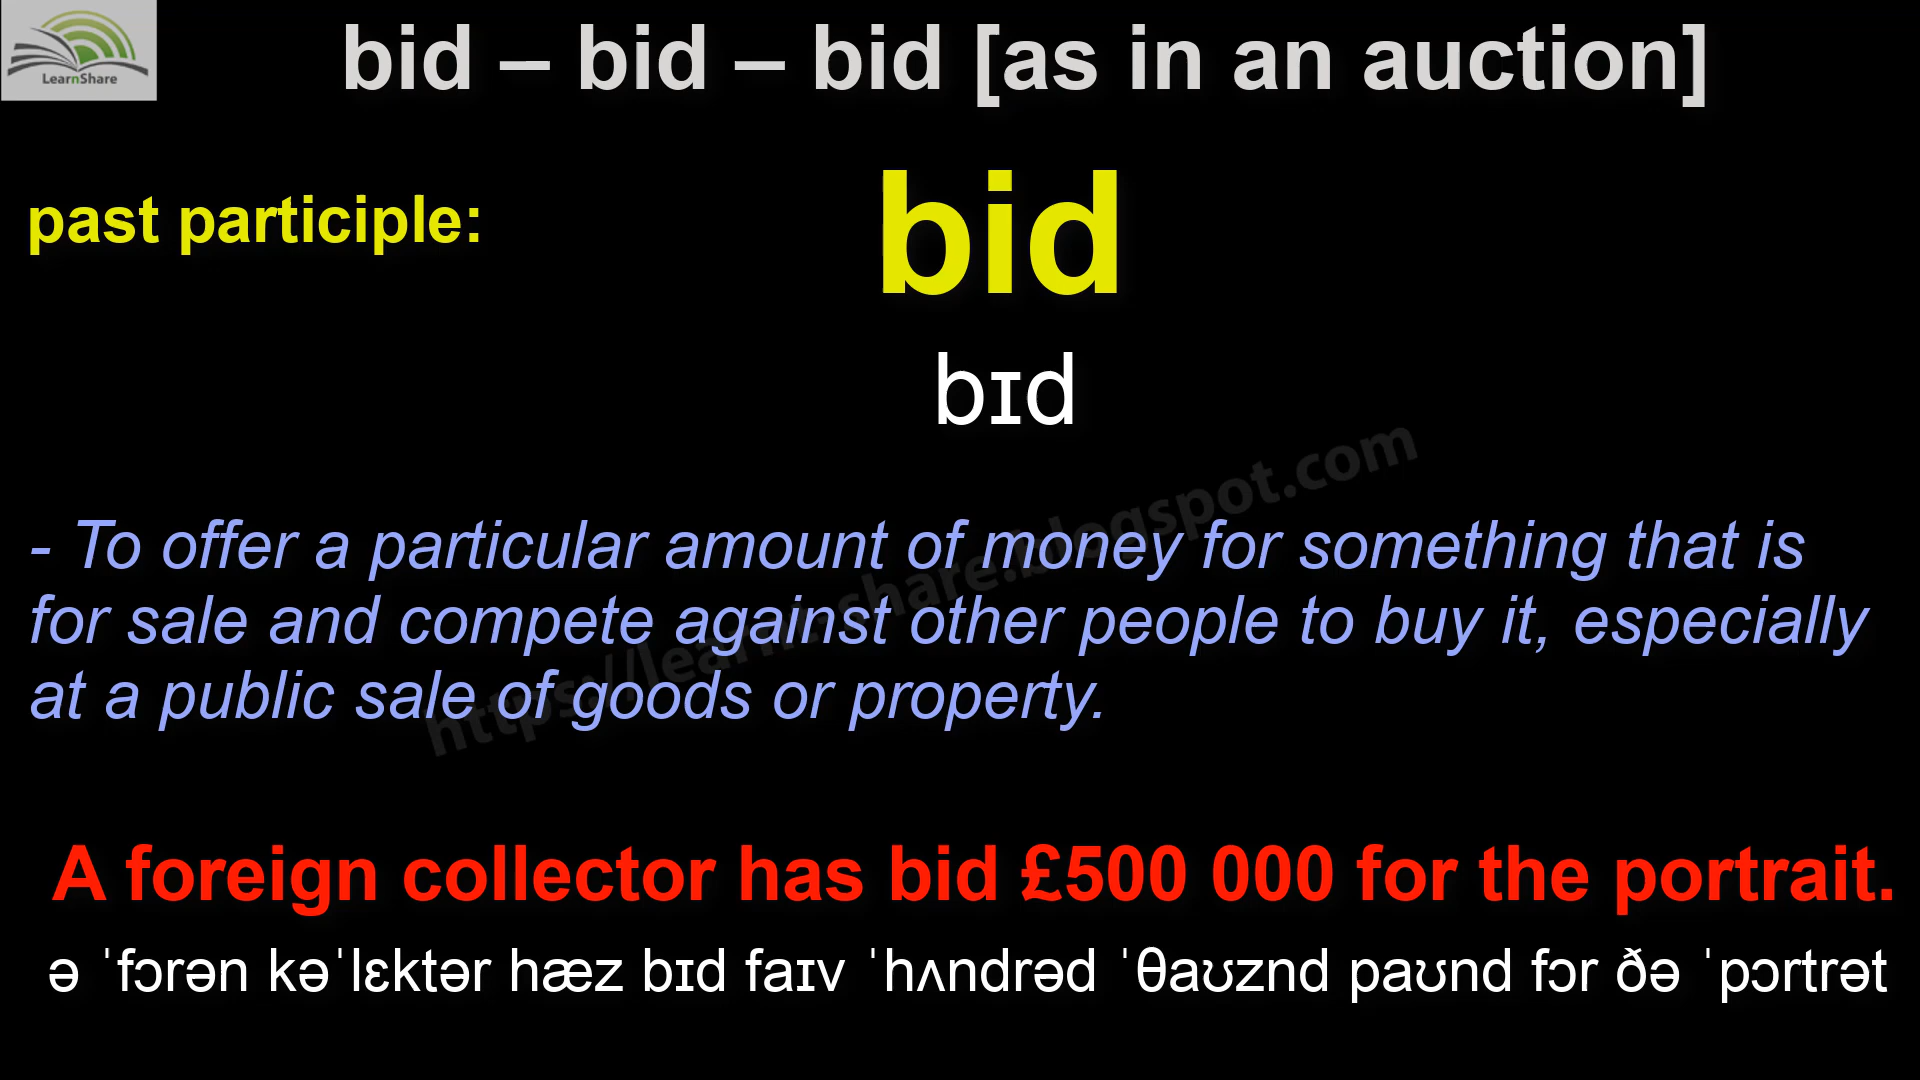 LearnShare
bid – bid – bid [as in an auction]
past participle:
bid
bɪd
- To offer a particular amount of money for something that is
for sale and compete against other people to buy it, especially
at a public sale of goods or property.
A foreign collector has bid £500 000 for the portrait.
ə ˈfɔrən kəˈlɛktər hæz bɪd faɪv ˈhʌndrəd ˈθaʊznd paʊnd fɔr ðə ˈpɔrtrət